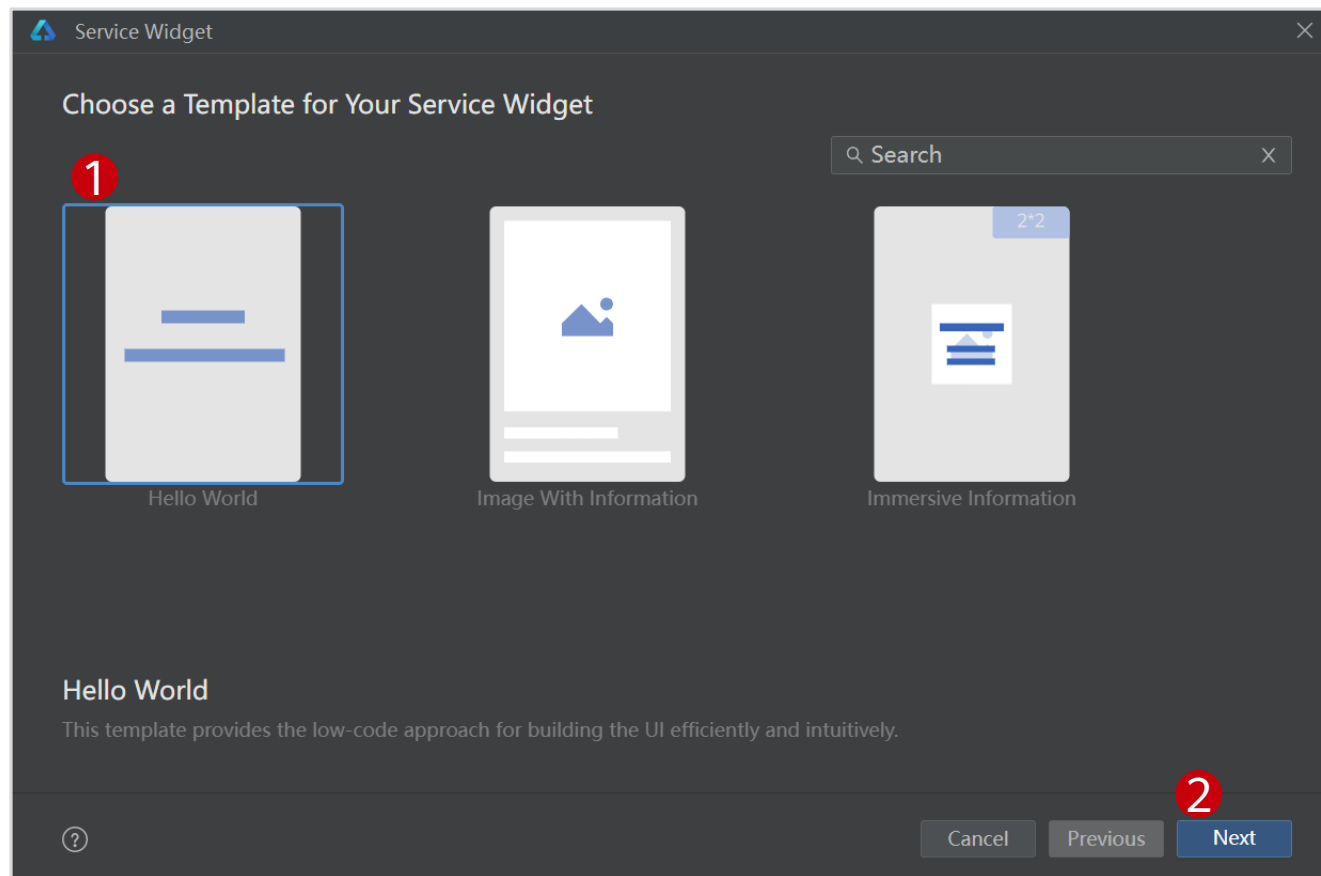 Service Widget
Choose a Template for Your Service Widget
Search
1
2*2
Hello World
Image With Information
Immersive Information
Hello World
This template provides the low-code approach for building the UI efficiently and intuitively.
2
?
Cancel
Previous
Next